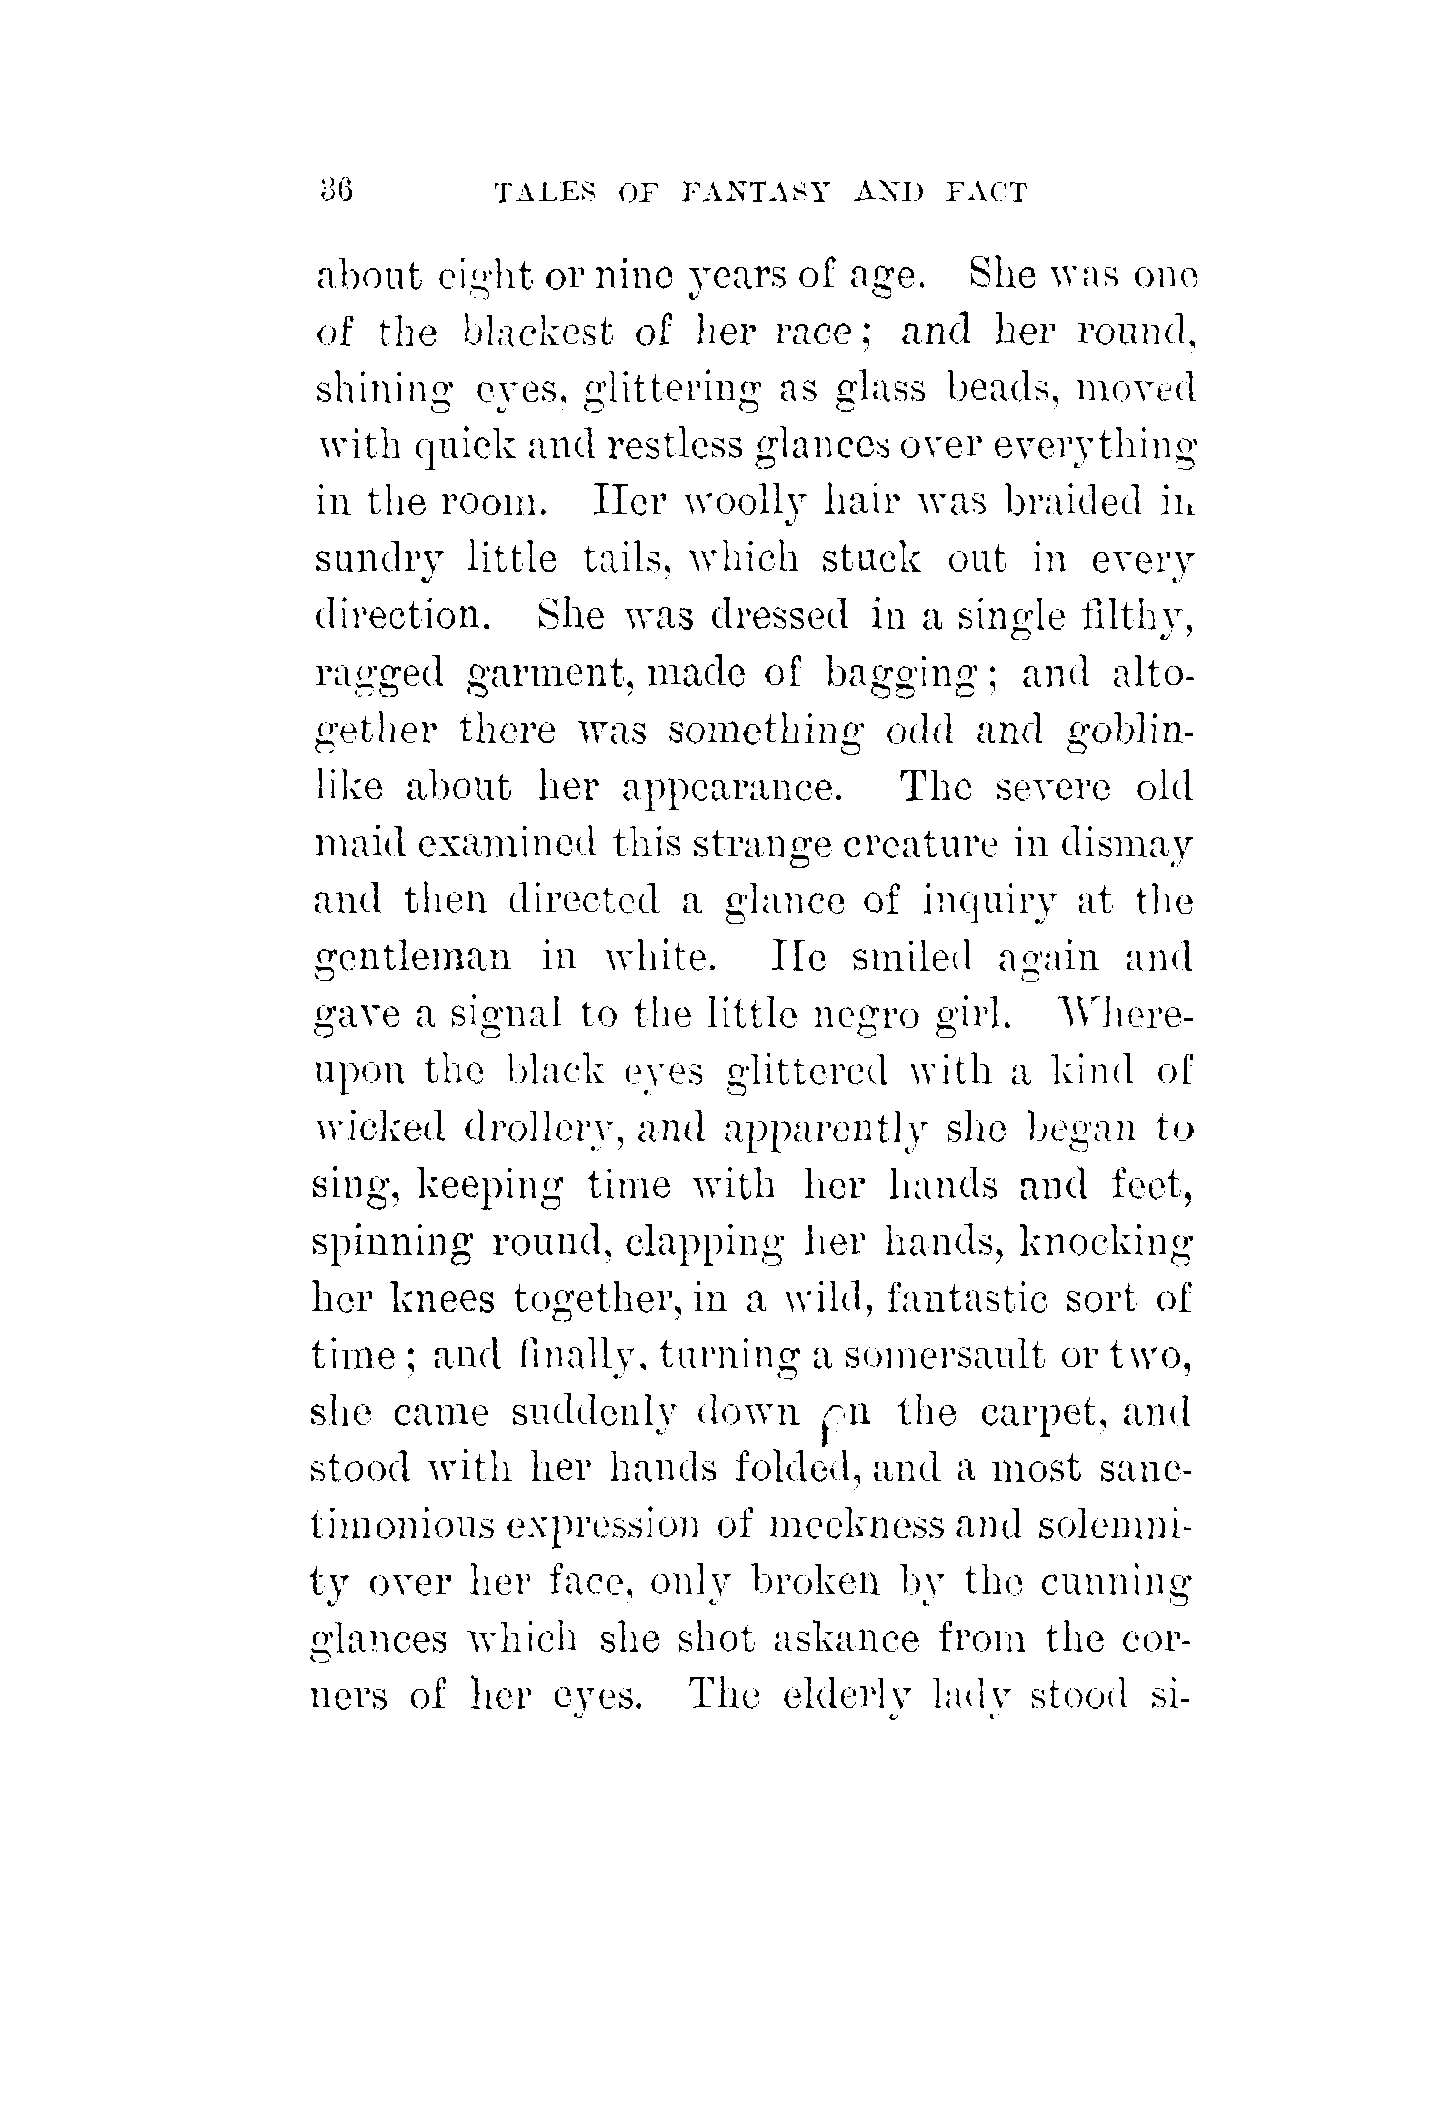 36 TALES OF FANTASY AND FACT
about eight or nine years of age. She was one
of the blackest of her race; and her round,
shining eyes, glittering as glass beads, moved
with quick and restless glances over everything
in the room. Her woolly hair was braided in
sundry little tails, which stuck out in every
direction. She was dressed in a single filthy,
ragged garment, made of bagging; and alto-
gether there was something odd and goblin-
like about her appearance. The severe old
maid examined this strange creature in dismay
and then directed a glance of inquiry at the
gentleman in white. He smiled again and
gave a signal to the little negro girl. Where-
upon the black eyes glittered with a kind of
wicked drollery, and apparently she began to
sing, keeping time with her hands and feet,
spinning round, clapping her hands, knocking
her knees together, in a wild, fantastic sort of
time; and finally, turning a somersault or two,
she came suddenly down on the carpet, and
stood with her hands folded, and a most sanc-
timonious expression of meekness and solemni-
ty over her face, only broken by the cunning
glances which she shot askance from the cor-
ners of her eyes. The elderly lady stood si-